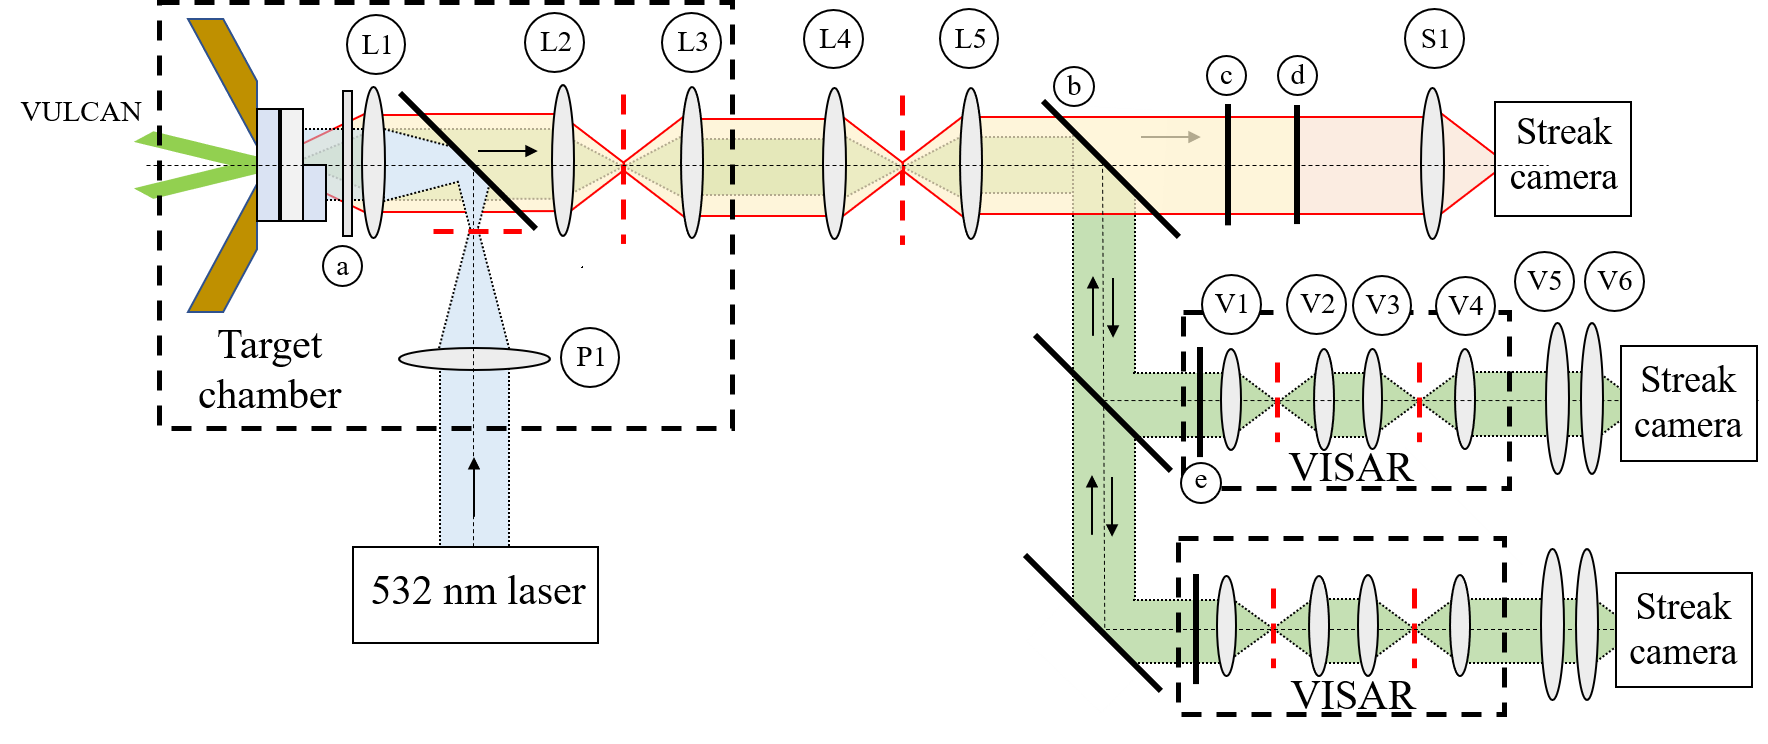 L1
L2
L3
L4
L5
S1
b
c
d
VULCAN
Streak
camera
a
V1
V2
V3
V4
V5
V6
Target
chamber
P1
Streak
camera
VISAR
e
532 nm laser
Streak
camera
VISAR